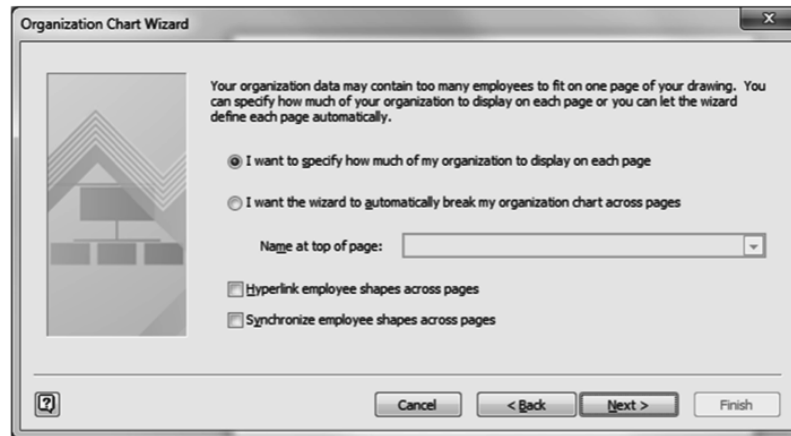 Organization Chart Wizard
Your organization data may contain too many employees to fit on one page of your drawing. You
can specify how much of your organization to display on each page or you can let the wizard
define each page automatically.
I want to specify how much of my organization to display on each page
I want the wizard to automatically break my organization chart across pages
Name at top of page:
Hyperlink employee shapes across pages
Synchronize employee shapes across pages
Cancel < Back Next > Finish